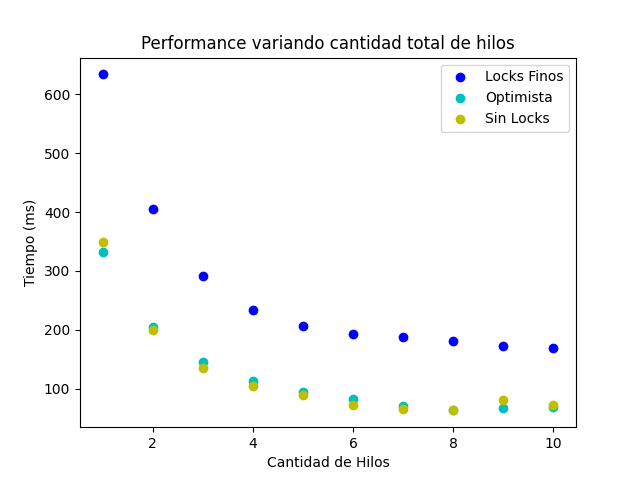 Performance variando cantidad total de hilos
Locks Finos
Optimista
Sin Locks
600
500
400
300
200
100
Tiempo (ms)
2 4 6 8 10
Cantidad de Hilos